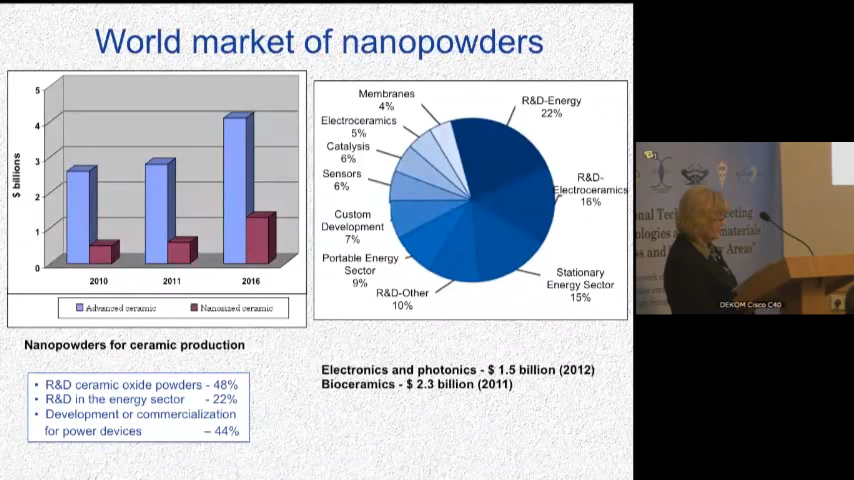 World market of nanopowders
$ billions
5
4
3
2
1
0
2010
2011
2016
Advanced ceramic
Nanosized ceramic
Membranes
4%
R&D-Energy
22%
Electroceramics
5%
Catalysis
6%
Sensors
6%
R&D-
Electroceramics
16%
Custom
Development
7%
Portable Energy
Sector
9%
R&D-Other
10%
Stationary
Energy Sector
15%
Nanopowders for ceramic production
• R&D ceramic oxide powders - 48%
• R&D in the energy sector - 22%
• Development or commercialization
for power devices – 44%
Electronics and photonics - $ 1.5 billion (2012)
Bioceramics - $ 2.3 billion (2011)
eting
materials
Areas"
DEKOM Cisco C40